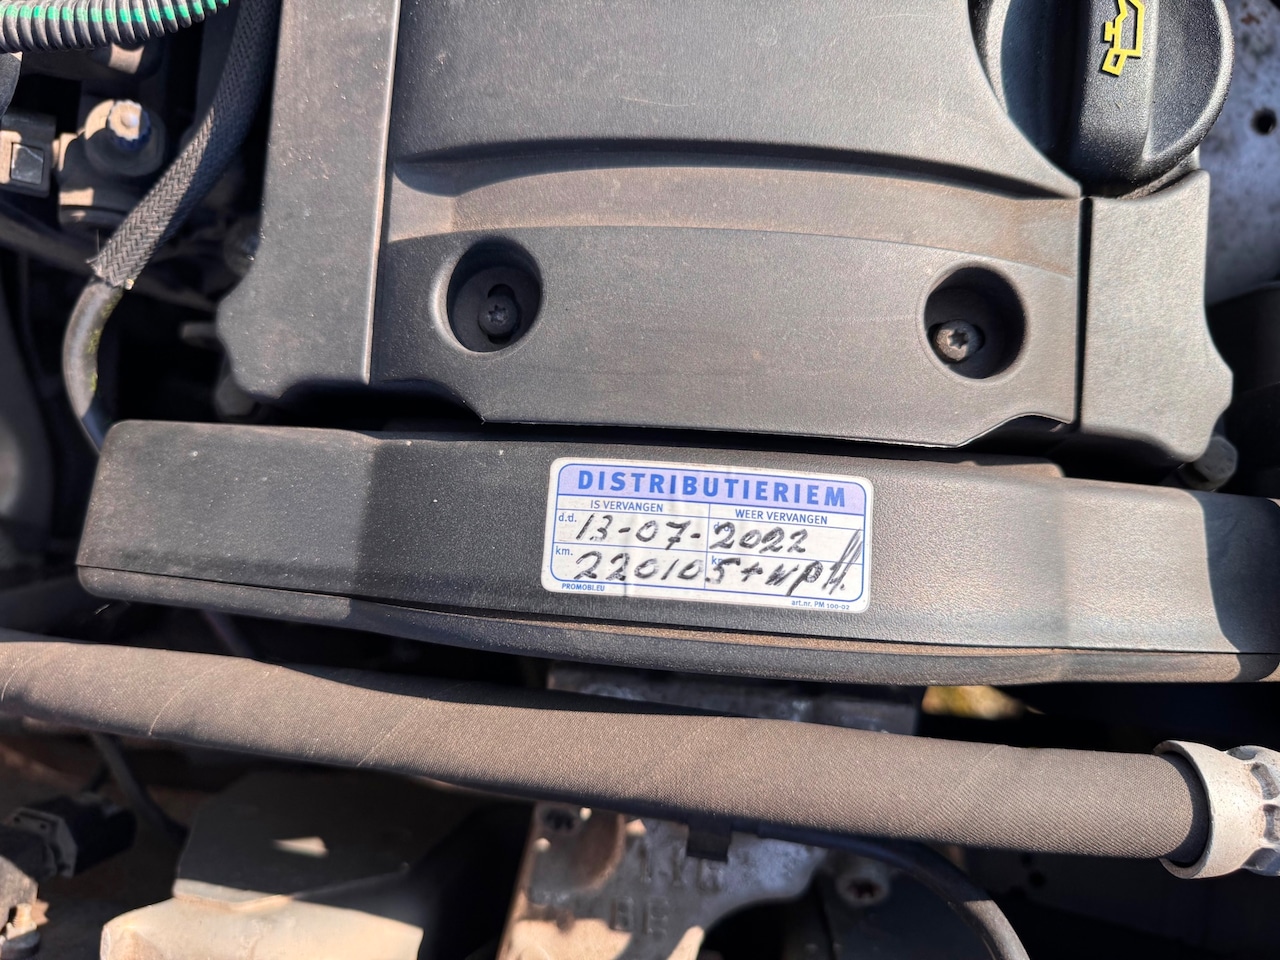 DISTRIBUTIERIEM
IS VERVANGEN WEER VERVANGEN
d.d. 13-07-2022
km. 220105+WP
PROMOBI.EU art.nr. PM 100-02